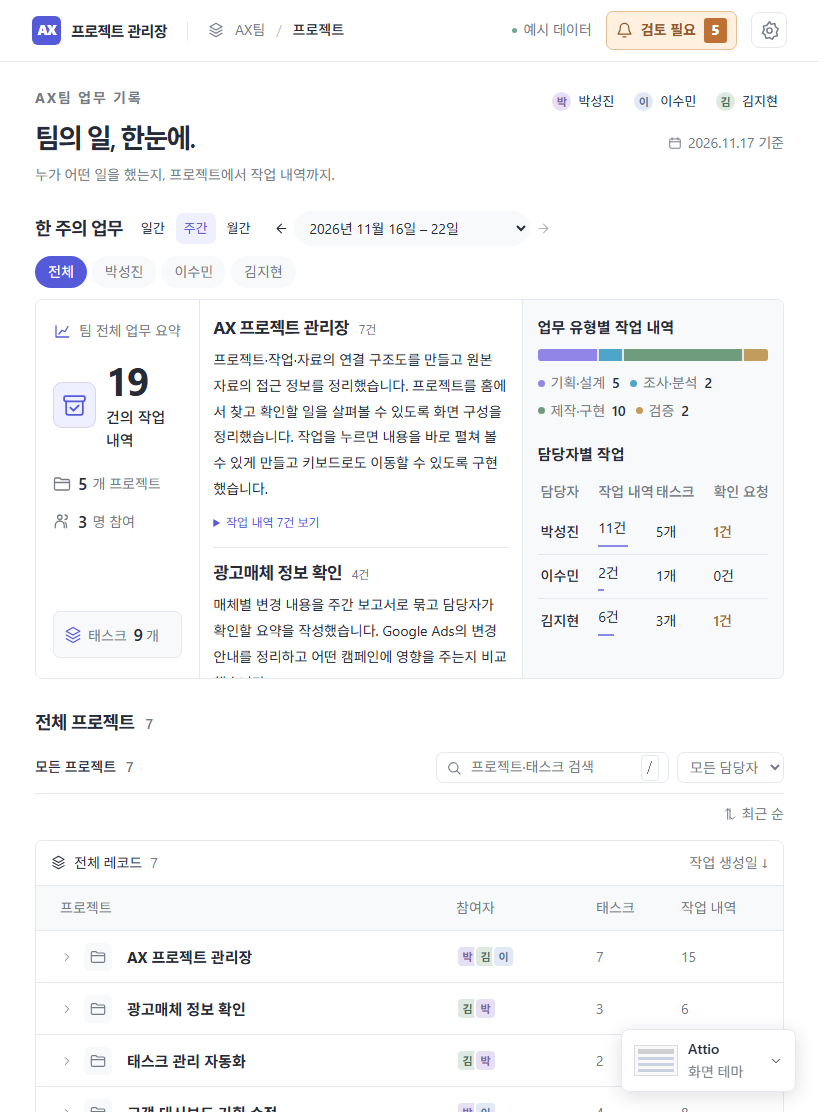 AX 프로젝트 관리장 AX팀 / 프로젝트 예시 데이터 검토 필요 5
AX팀 업무 기록
박 박성진 이 이수민 김 김지현
팀의 일, 한눈에.
2026.11.17 기준
누가 어떤 일을 했는지, 프로젝트에서 작업 내역까지.
한 주의 업무 일간 주간 월간 ← 2026년 11월 16일 – 22일 →
전체 박성진 이수민 김지현
팀 전체 업무 요약
19
건의 작업
내역
5 개 프로젝트
3 명 참여
태스크 9 개
AX 프로젝트 관리장 7건
프로젝트·작업·자료의 연결 구조도를 만들고 원본
자료의 접근 정보를 정리했습니다. 프로젝트를 홈에
서 찾고 확인할 일을 살펴볼 수 있도록 화면 구성을
정리했습니다. 작업을 누르면 내용을 바로 펼쳐 볼
수 있게 만들고 키보드로도 이동할 수 있도록 구현
했습니다.
▶ 작업 내역 7건 보기
광고매체 정보 확인 4건
매체별 변경 내용을 주간 보고서로 묶고 담당자가
확인할 요약을 작성했습니다. Google Ads의 변경
안내를 정리하고 어떤 캠페인에 영향을 주는지 비교
업무 유형별 작업 내역
기획·설계 5 조사·분석 2
제작·구현 10 검증 2
담당자별 작업
담당자 작업 내역 태스크 확인 요청
박성진 11건 5개 1건
이수민 2건 1개 0건
김지현 6건 3개 1건
전체 프로젝트 7
모든 프로젝트 7
프로젝트·태스크 검색 / 모든 담당자
최근 순
전체 레코드 7 작업 생성일 ↓
프로젝트 참여자 태스크 작업 내역
AX 프로젝트 관리장 박 김 이 7 15
광고매체 정보 확인 김 박 3 6
태스크 관리 자동화 김 박 2
Attio
화면 테마